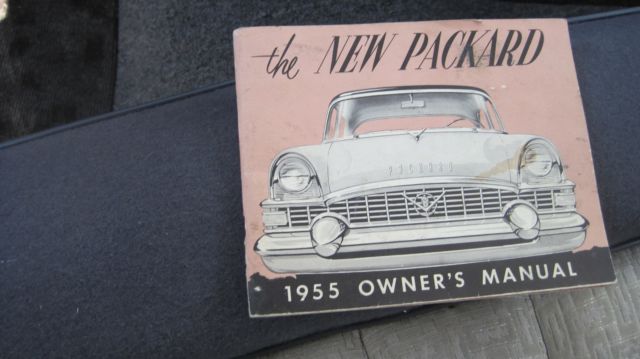 the NEW PACKARD
PACKARD
1955 OWNER'S MANUAL